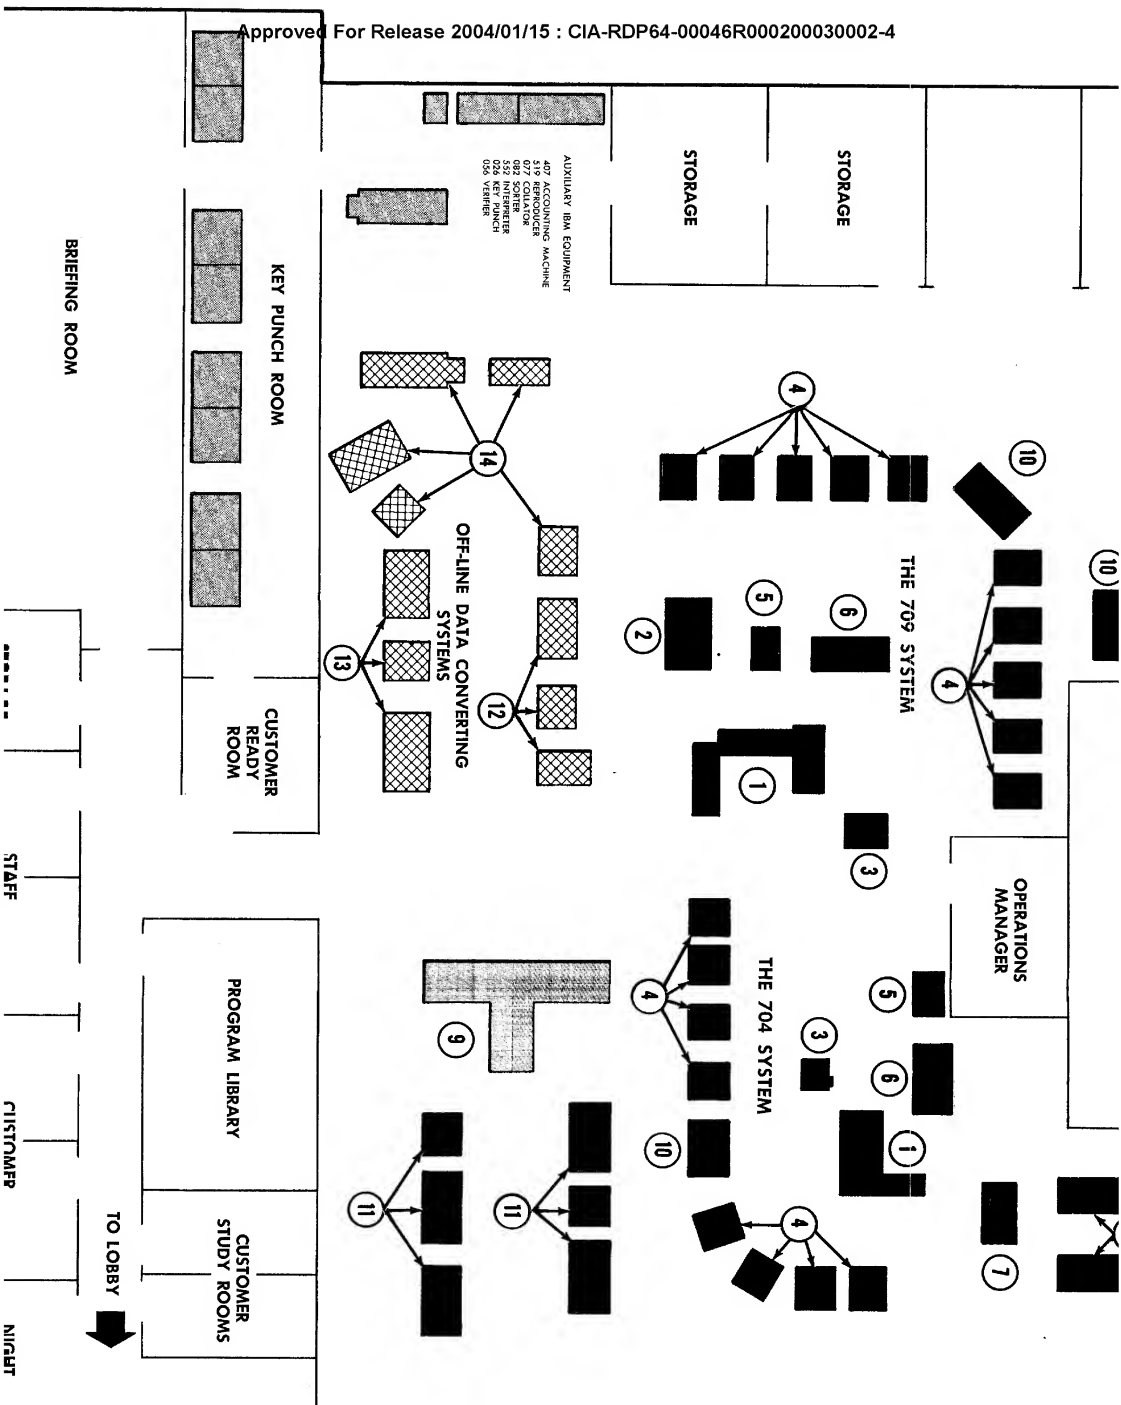 Approved For Release 2004/01/15 : CIA-RDP64-00046R000200030002-4
STORAGE
STORAGE
AUXILIARY IBM EQUIPMENT
407 ACCOUNTING MACHINE
519 REPRODUCER
077 COLLATOR
082 SORTER
552 INTERPRETER
026 KEY PUNCH
056 VERIFIER
KEY PUNCH ROOM
BRIEFING ROOM
4
10
10
14
THE 709 SYSTEM
5
6
2
4
OFF-LINE DATA CONVERTING
SYSTEMS
13
12
1
3
CUSTOMER
READY
ROOM
OPERATIONS
MANAGER
STAFF
4
THE 704 SYSTEM
5
3
6
9
PROGRAM LIBRARY
10
1
CUSTOMER
11
11
4
7
CUSTOMER
STUDY ROOMS
TO LOBBY
NIGHT